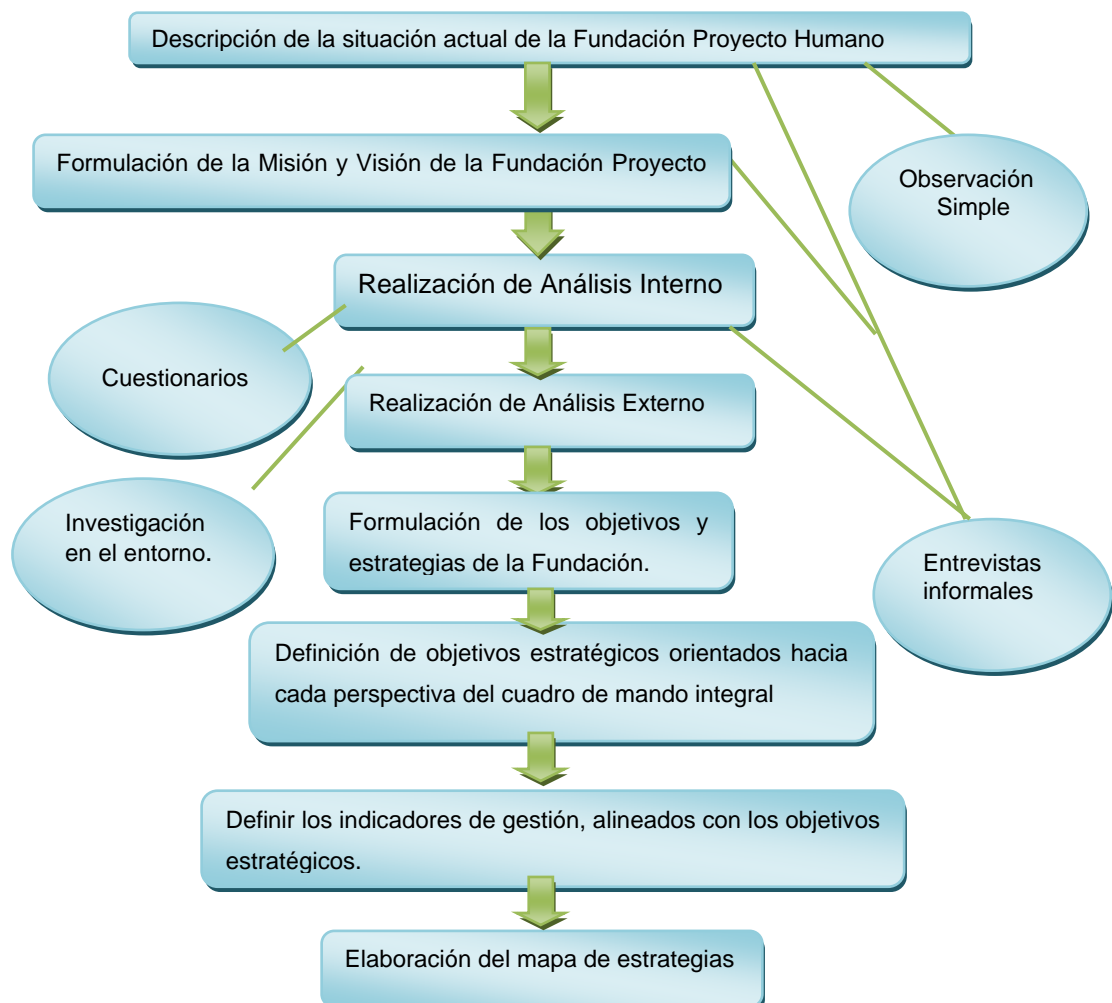 Descripción de la situación actual de la Fundación Proyecto Humano
Formulación de la Misión y Visión de la Fundación Proyecto
Observación
Simple
Realización de Análisis Interno
Cuestionarios
Realización de Análisis Externo
Investigación
en el entorno.
Formulación de los objetivos y
estrategias de la Fundación.
Entrevistas
informales
Definición de objetivos estratégicos orientados hacia
cada perspectiva del cuadro de mando integral
Definir los indicadores de gestión, alineados con los objetivos
estratégicos.
Elaboración del mapa de estrategias